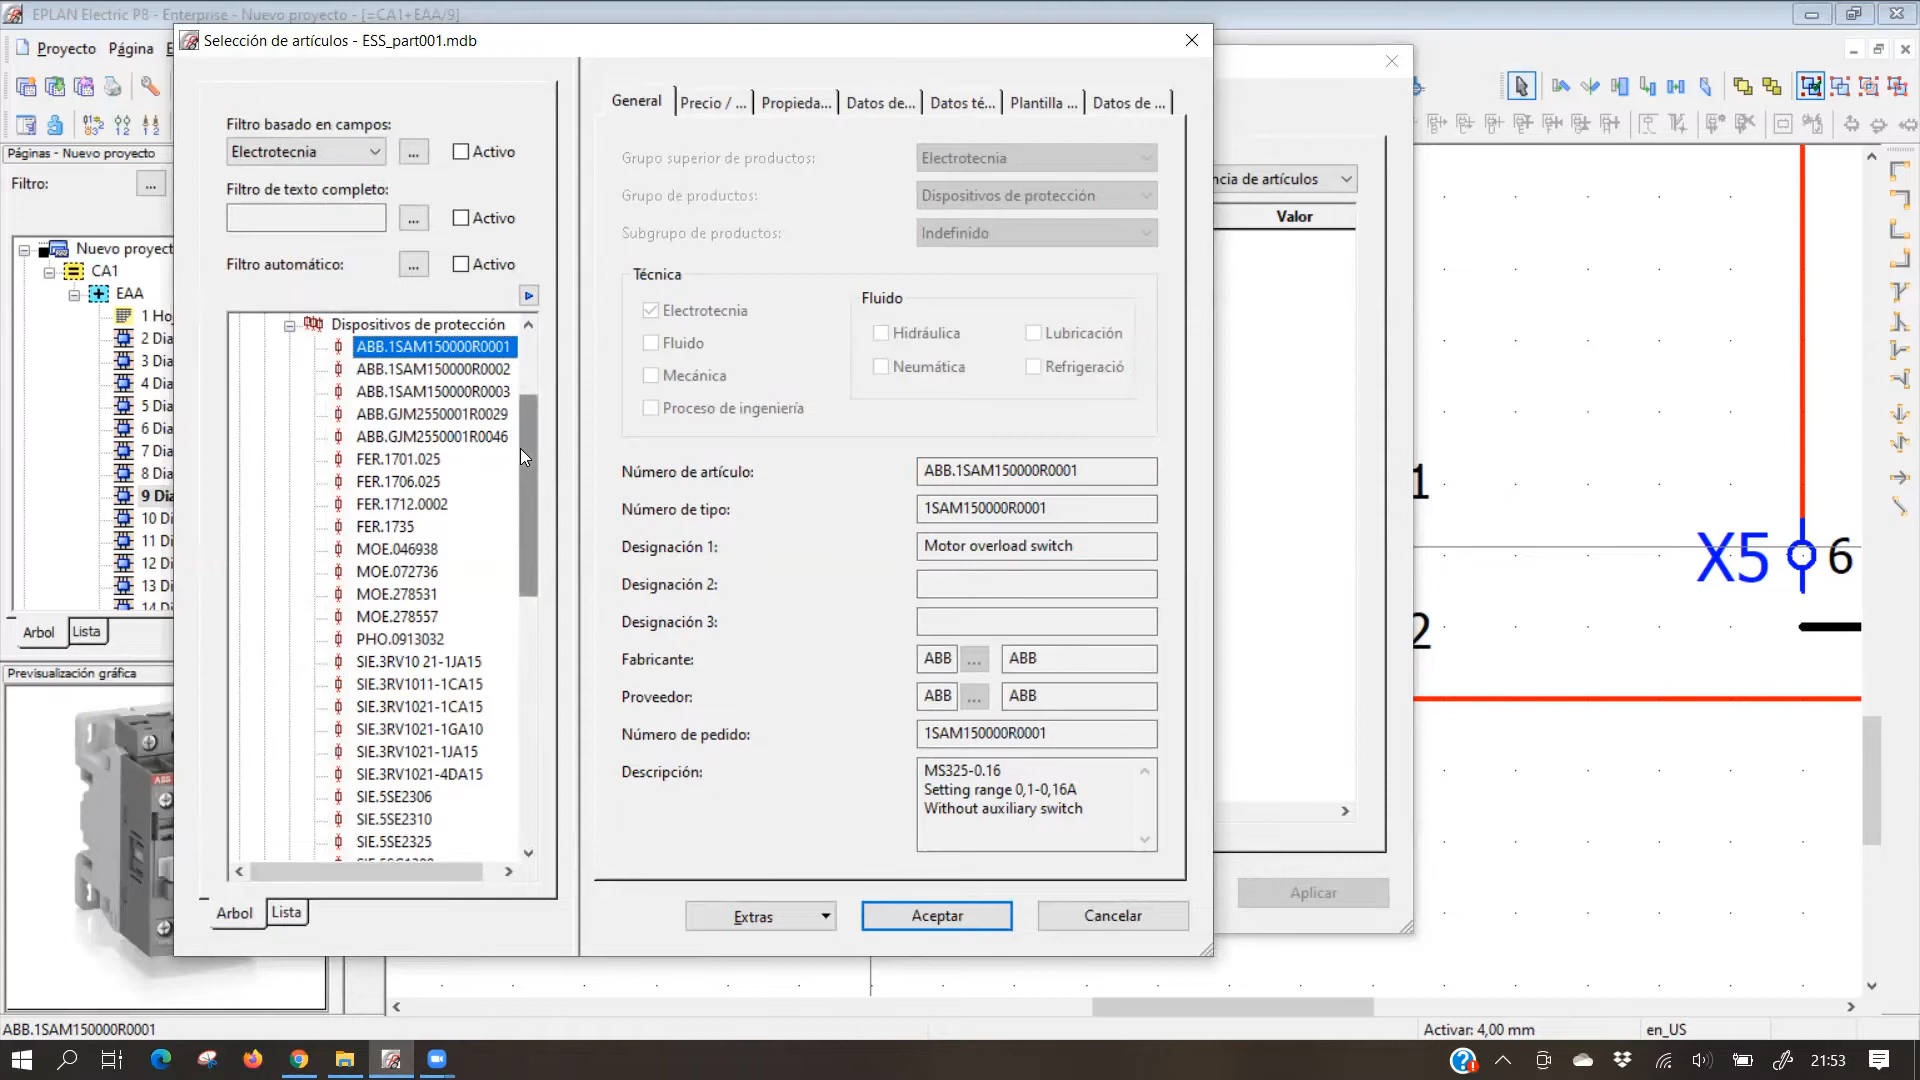 EPLAN Electric P8 - Enterprise - Nuevo proyecto - [=CA1+EAA/9]
Selección de artículos - ESS_part001.mdb
Proyecto Página
Páginas - Nuevo proyecto
Filtro:
...
Nuevo proyect
CA1
EAA
1 Ho
2 Dia
3 Dia
4 Dia
5 Dia
6 Dia
7 Dia
8 Dia
9 Dia
10 Di
11 Di
12 Di
13 Di
14 Di
Arbol Lista
Previsualización gráfica
Filtro basado en campos:
Electrotecnia ... Activo
Filtro de texto completo:
... Activo
Filtro automático: ... Activo
Dispositivos de protección
ABB.1SAM150000R0001
ABB.1SAM150000R0002
ABB.1SAM150000R0003
ABB.GJM2550001R0029
ABB.GJM2550001R0046
FER.1701.025
FER.1706.025
FER.1712.0002
FER.1735
MOE.046938
MOE.072736
MOE.278531
MOE.278557
PHO.0913032
SIE.3RV10 21-1JA15
SIE.3RV1011-1CA15
SIE.3RV1021-1CA15
SIE.3RV1021-1GA10
SIE.3RV1021-1JA15
SIE.3RV1021-4DA15
SIE.5SE2306
SIE.5SE2310
SIE.5SE2325
Arbol Lista
General Precio / ... Propieda... Datos de... Datos té... Plantilla ... Datos de ...
Grupo superior de productos: Electrotecnia
Grupo de productos: Dispositivos de protección
Subgrupo de productos: Indefinido
Técnica
Electrotecnia
Fluido
Mecánica
Proceso de ingeniería
Fluido
Hidráulica Lubricación
Neumática Refrigeració
Número de artículo: ABB.1SAM150000R0001
Número de tipo: 1SAM150000R0001
Designación 1: Motor overload switch
Designación 2:
Designación 3:
Fabricante: ABB ... ABB
Proveedor: ABB ... ABB
Número de pedido: 1SAM150000R0001
Descripción: MS325-0.16
Setting range 0,1-0,16A
Without auxiliary switch
Extras Aceptar Cancelar
ncia de artículos
Valor
Aplicar
1
2
X5 6
ABB.1SAM150000R0001
Activar: 4,00 mm
en_US
21:53